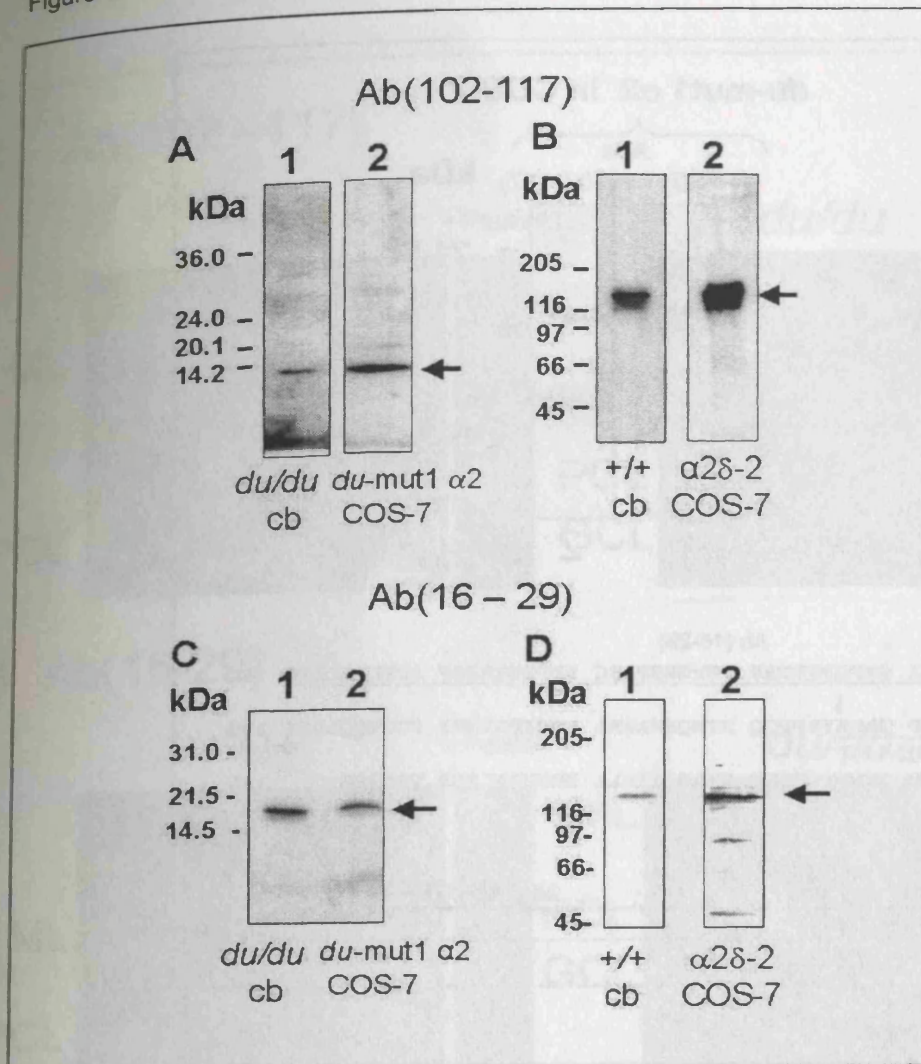 Figure
Ab(102-117)
A
1 2
kDa
36.0 –
24.0 –
20.1 –
14.2 –
du/du du-mut1 α2
cb COS-7
B
1 2
kDa
205 –
116 –
97 –
66 –
45 –
+/+ α2δ-2
cb COS-7
Ab(16 – 29)
C
kDa
1 2
31.0 -
21.5 -
14.5 -
du/du du-mut1 α2
cb COS-7
D
kDa
1 2
205-
116-
97-
66-
45-
+/+ α2δ-2
cb COS-7